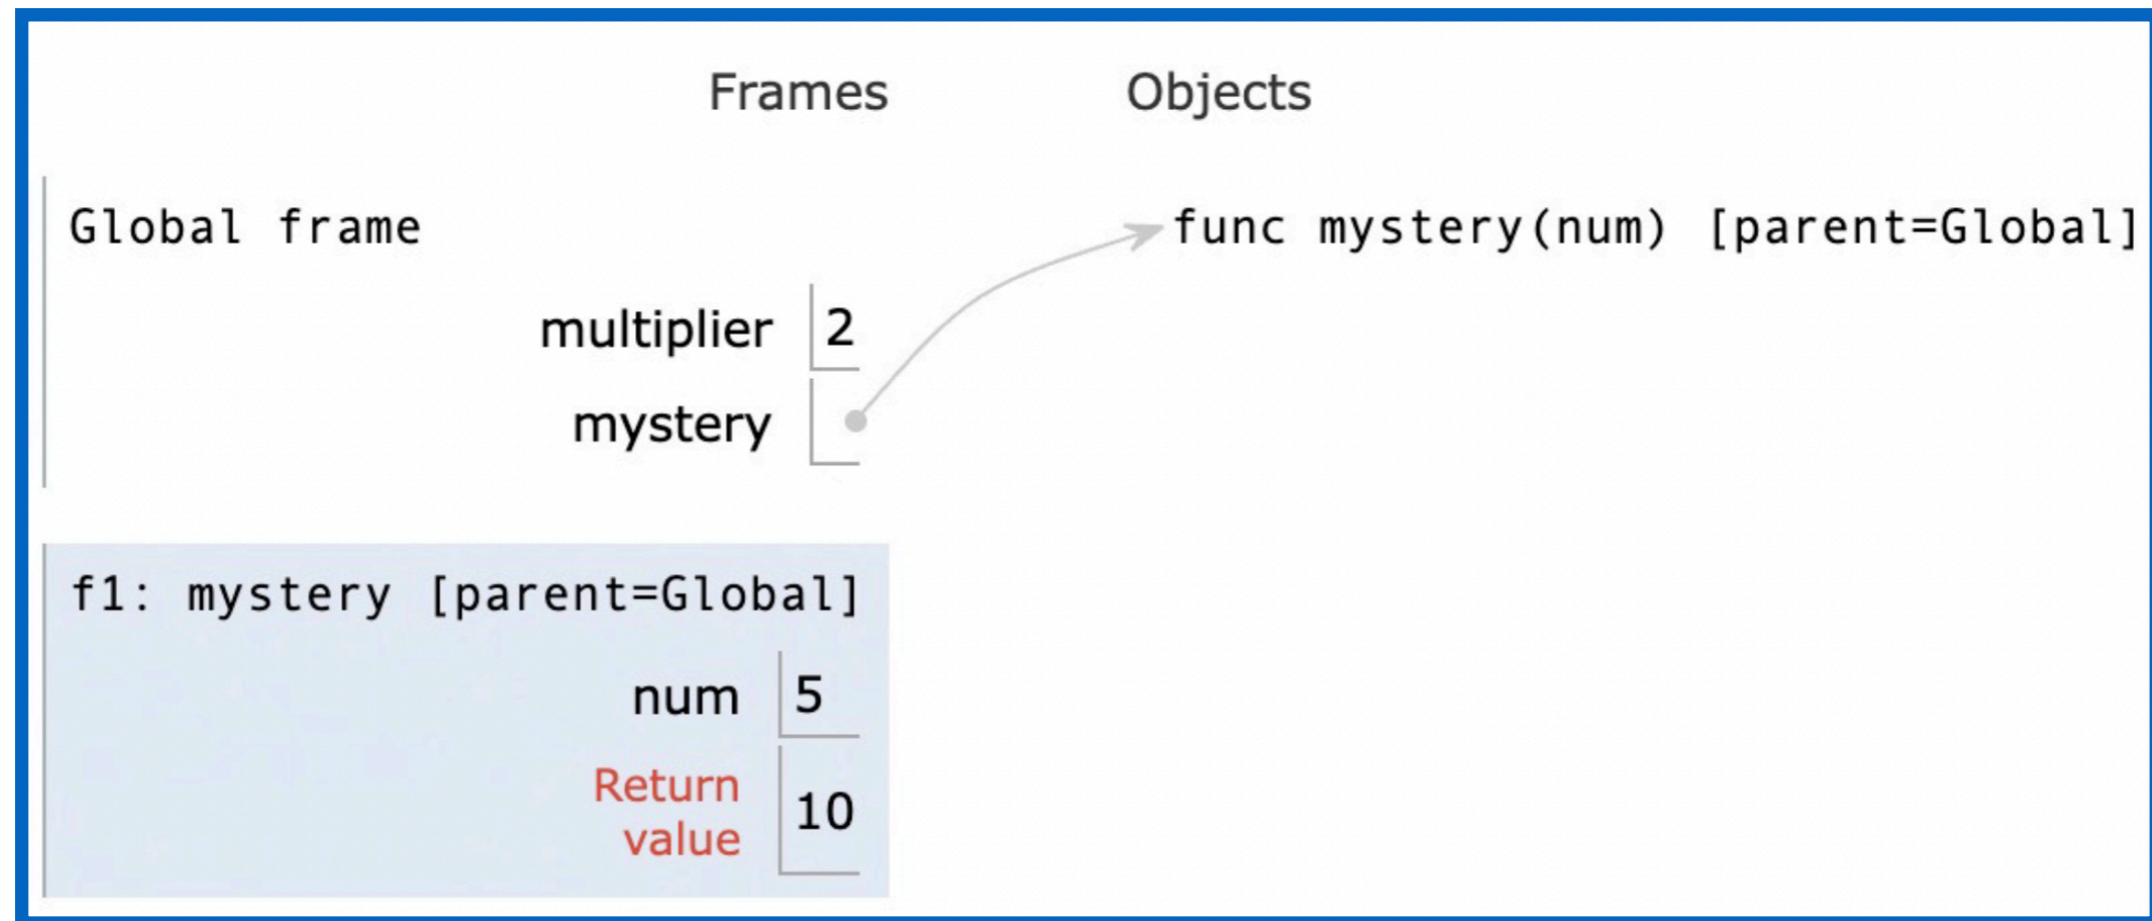 Frames Objects
Global frame
func mystery(num) [parent=Global]
multiplier 2
mystery
f1: mystery [parent=Global]
num 5
Return
value 10